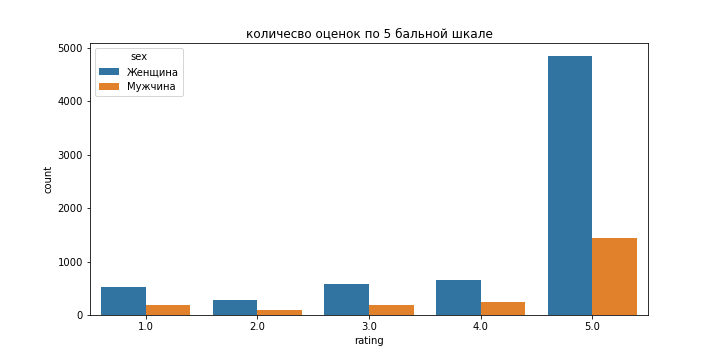 количесво оценок по 5 бальной шкале
5000
4000
3000
2000
1000
0
count
sex
Женщина
Мужчина
1.0
2.0
3.0
4.0
5.0
rating